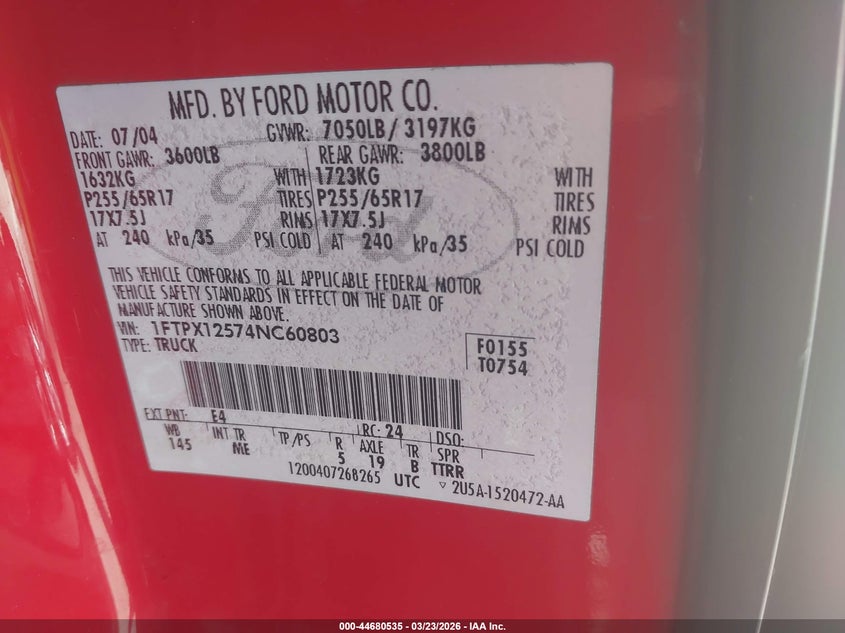 MFD. BY FORD MOTOR CO.
DATE: 07/04 GVWR: 7050LB/ 3197KG
FRONT GAWR: 3600LB REAR GAWR: 3800LB
1632KG WITH 1723KG WITH
P255/65R17 TIRES P255/65R17 TIRES
17X7.5J RIMS 17X7.5J RIMS
AT 240 kPa/35 PSI COLD AT 240 kPa/35 PSI COLD
Ford
THIS VEHICLE CONFORMS TO ALL APPLICABLE FEDERAL MOTOR
VEHICLE SAFETY STANDARDS IN EFFECT ON THE DATE OF
MANUFACTURE SHOWN ABOVE.
VIN: 1FTPX12574NC60803
TYPE: TRUCK
F0155
T0754
EXT PNT: E4 RC: 24 DSO:
WB INT TR TP/PS R AXLE TR SPR
145 ME 5 19 B TTRR
1200407268265 UTC ▽ 2U5A-1520472-AA
000-44680535 - 03/23/2026 - IAA Inc.